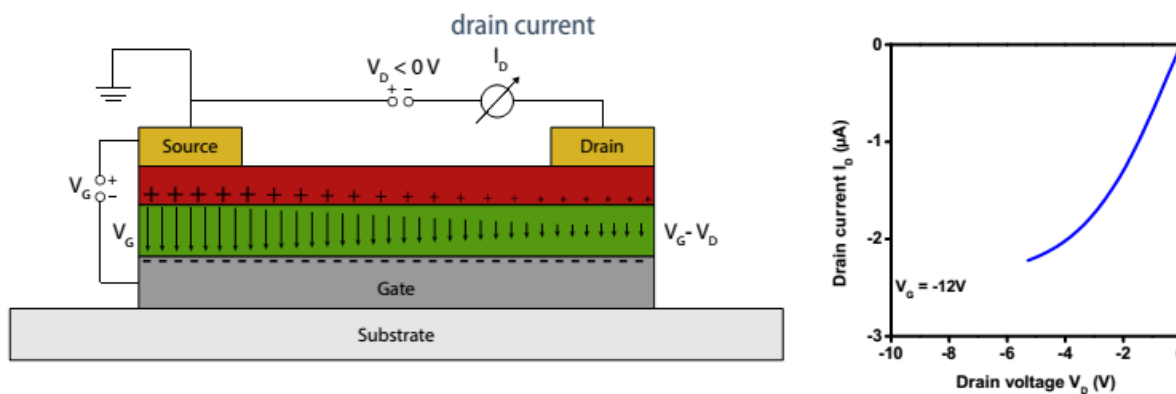 drain current
V_D < 0 V
I_D
+ −
Source
Drain
V_G
+
−
+ + + + + + + + + + + + + + + + + + + + +
V_G
V_G - V_D
Gate
Substrate
Drain current I_D (µA)
0
-1
-2
-3
V_G = -12V
-10 -8 -6 -4 -2
Drain voltage V_D (V)